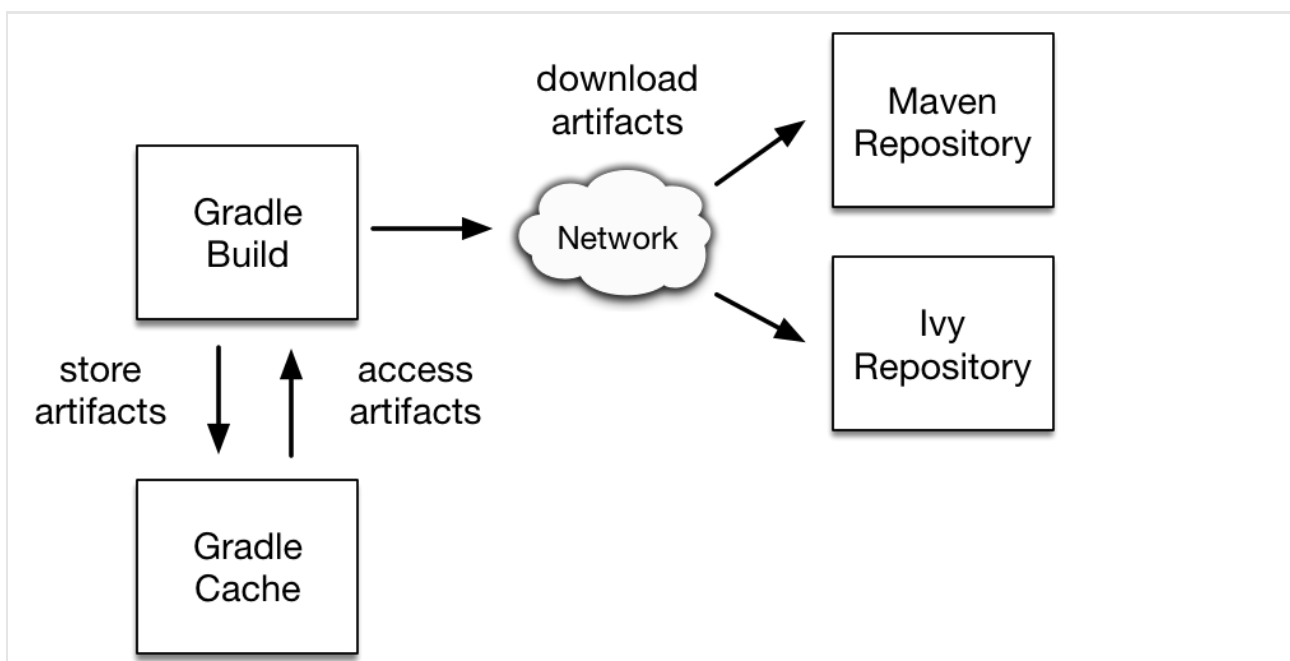 download
artifacts
Maven
Repository
Gradle
Build
Network
Ivy
Repository
store
artifacts
access
artifacts
Gradle
Cache